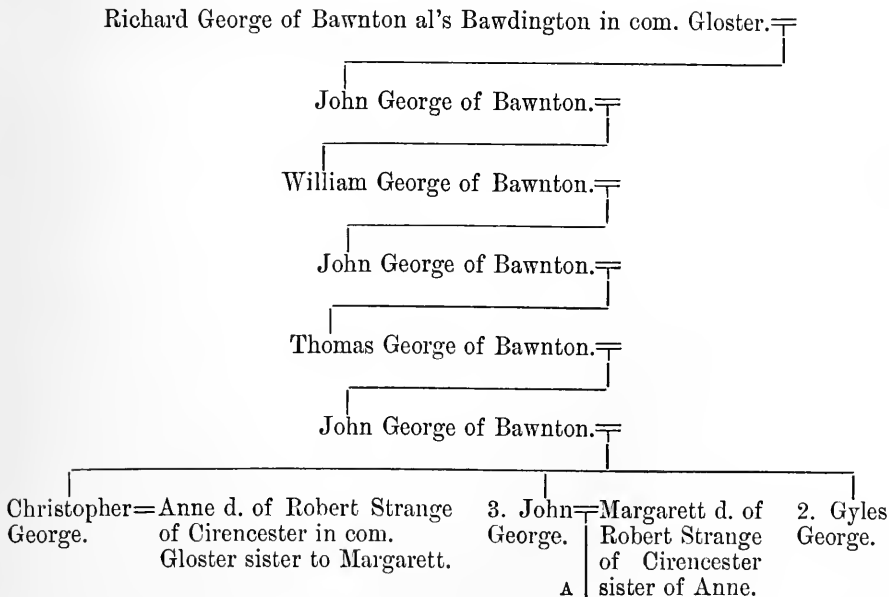 Richard George of Bawnton al's Bawdington in com. Gloster.
John George of Bawnton.
William George of Bawnton.
John George of Bawnton.
Thomas George of Bawnton.
John George of Bawnton.
Christopher=Anne d. of Robert Strange
George. of Cirencester in com.
Gloster sister to Margarett.
3. John=Margarett d. of
George. Robert Strange
of Cirencester
A sister of Anne.
2. Gyles
George.